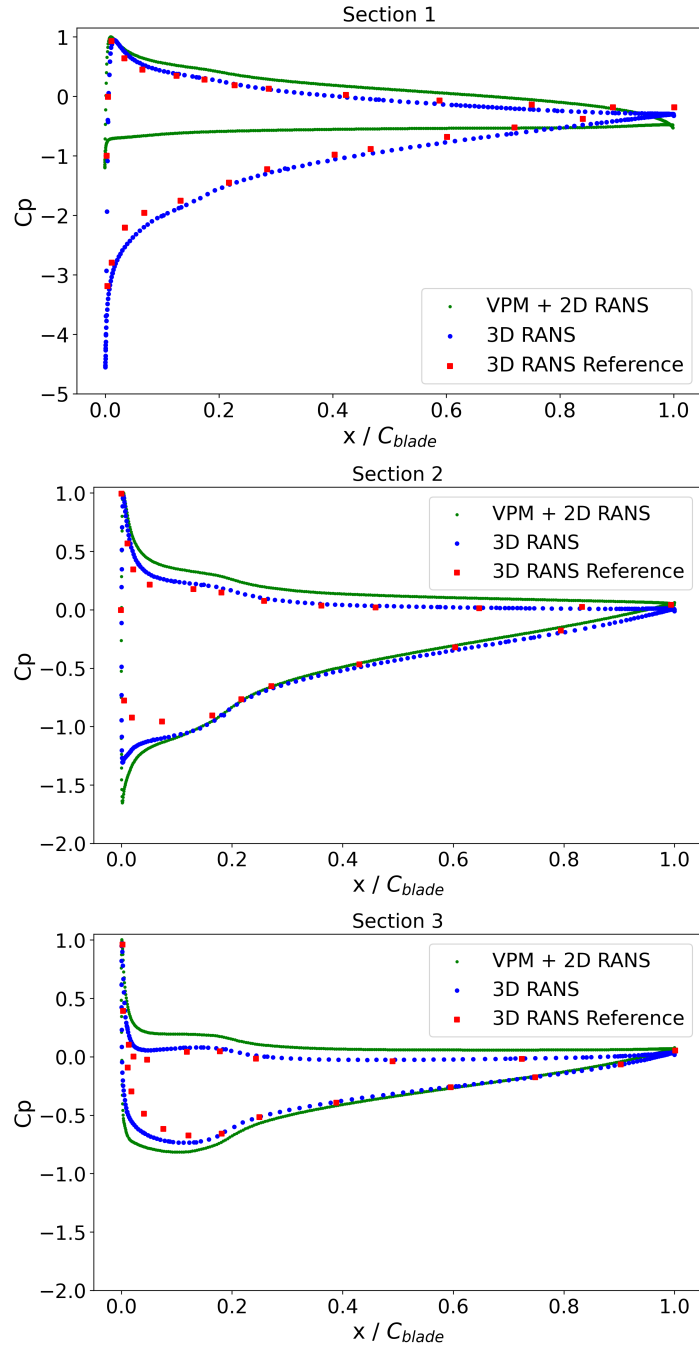 Section 1
1
0
−1
−2
−3
−4
−5
Cp
VPM + 2D RANS
3D RANS
3D RANS Reference
0.0 0.2 0.4 0.6 0.8 1.0
x / C_blade
Section 2
1.0
0.5
0.0
−0.5
−1.0
−1.5
−2.0
Cp
VPM + 2D RANS
3D RANS
3D RANS Reference
0.0 0.2 0.4 0.6 0.8 1.0
x / C_blade
Section 3
1.0
0.5
0.0
−0.5
−1.0
−1.5
−2.0
Cp
VPM + 2D RANS
3D RANS
3D RANS Reference
0.0 0.2 0.4 0.6 0.8 1.0
x / C_blade